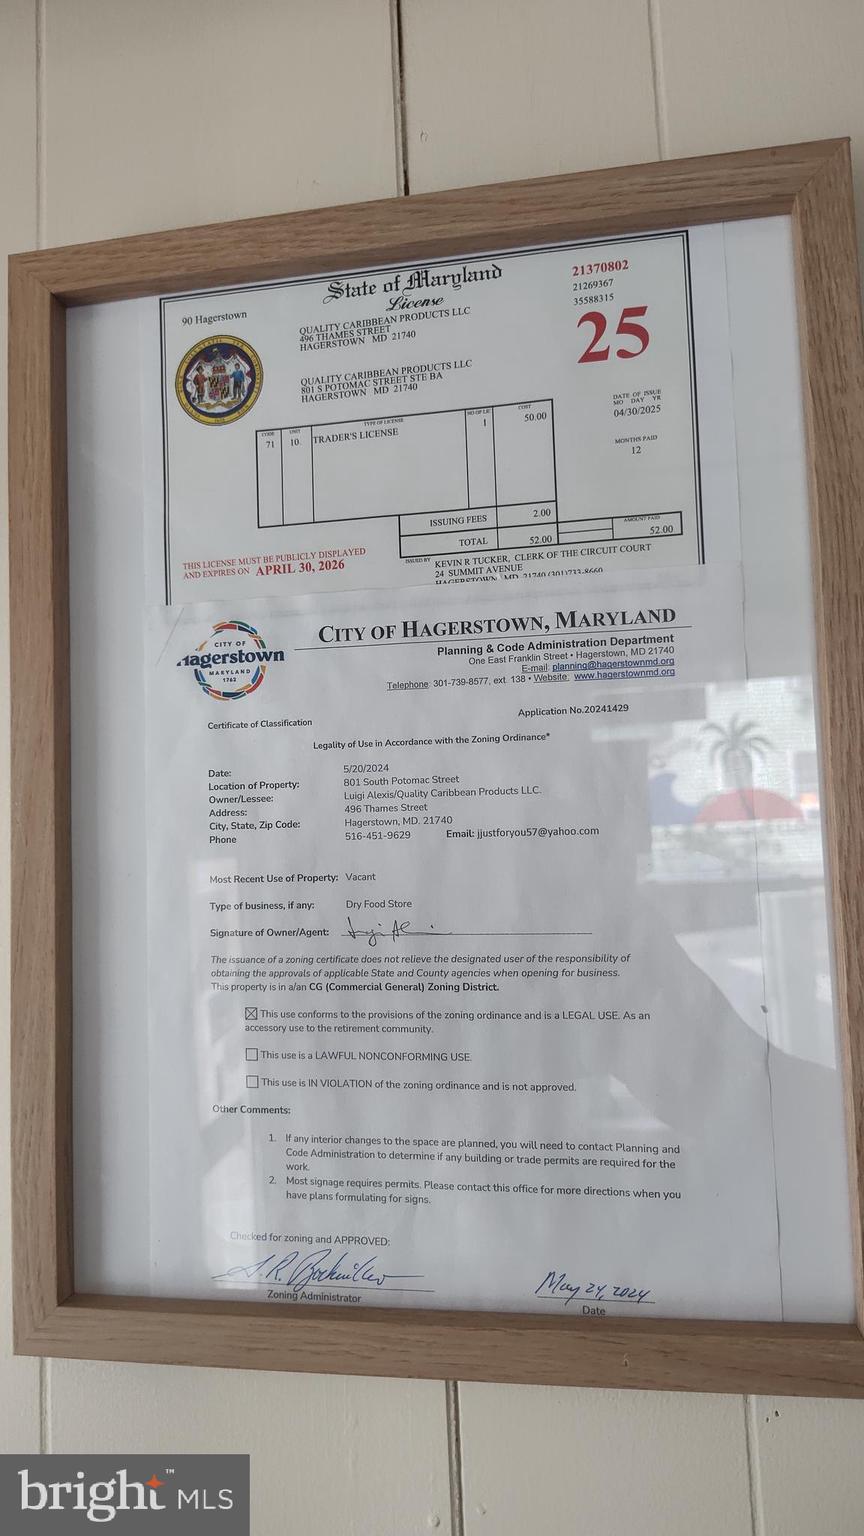 State of Maryland
License
90 Hagerstown
21370802
21269367
35588315
25
QUALITY CARIBBEAN PRODUCTS LLC
496 THAMES STREET
HAGERSTOWN MD 21740
QUALITY CARIBBEAN PRODUCTS LLC
801 S POTOMAC STREET STE BA
HAGERSTOWN MD 21740
DATE OF ISSUE
MO DAY YR
04/30/2025
MONTHS PAID
12
CODE UNIT TYPE OF LICENSE NO OF LIC COST
71 10. TRADER'S LICENSE 1 50.00
ISSUING FEES 2.00
AMOUNT PAID
TOTAL 52.00 52.00
THIS LICENSE MUST BE PUBLICLY DISPLAYED
AND EXPIRES ON APRIL 30, 2026
ISSUED BY KEVIN R TUCKER, CLERK OF THE CIRCUIT COURT
24 SUMMIT AVENUE
HAGERSTOWN MD 21740 (301)733-8660
CITY OF
Hagerstown
MARYLAND
1762
CITY OF HAGERSTOWN, MARYLAND
Planning & Code Administration Department
One East Franklin Street • Hagerstown, MD 21740
E-mail: planning@hagerstownmd.org
Telephone: 301-739-8577, ext. 138 • Website: www.hagerstownmd.org
Certificate of Classification
Application No.20241429
Legality of Use in Accordance with the Zoning Ordinance*
Date: 5/20/2024
Location of Property: 801 South Potomac Street
Owner/Lessee: Luigi Alexis/Quality Caribbean Products LLC.
Address: 496 Thames Street
City, State, Zip Code: Hagerstown, MD. 21740
Phone 516-451-9629 Email: jjustforyou57@yahoo.com
Most Recent Use of Property: Vacant
Type of business, if any: Dry Food Store
Signature of Owner/Agent:
The issuance of a zoning certificate does not relieve the designated user of the responsibility of
obtaining the approvals of applicable State and County agencies when opening for business.
This property is in a/an CG (Commercial General) Zoning District.
This use conforms to the provisions of the zoning ordinance and is a LEGAL USE. As an
accessory use to the retirement community.
This use is a LAWFUL NONCONFORMING USE.
This use is IN VIOLATION of the zoning ordinance and is not approved.
Other Comments:
1. If any interior changes to the space are planned, you will need to contact Planning and
Code Administration to determine if any building or trade permits are required for the
work.
2. Most signage requires permits. Please contact this office for more directions when you
have plans formulating for signs.
Checked for zoning and APPROVED:
May 24, 2024
Zoning Administrator
Date
bright™ MLS